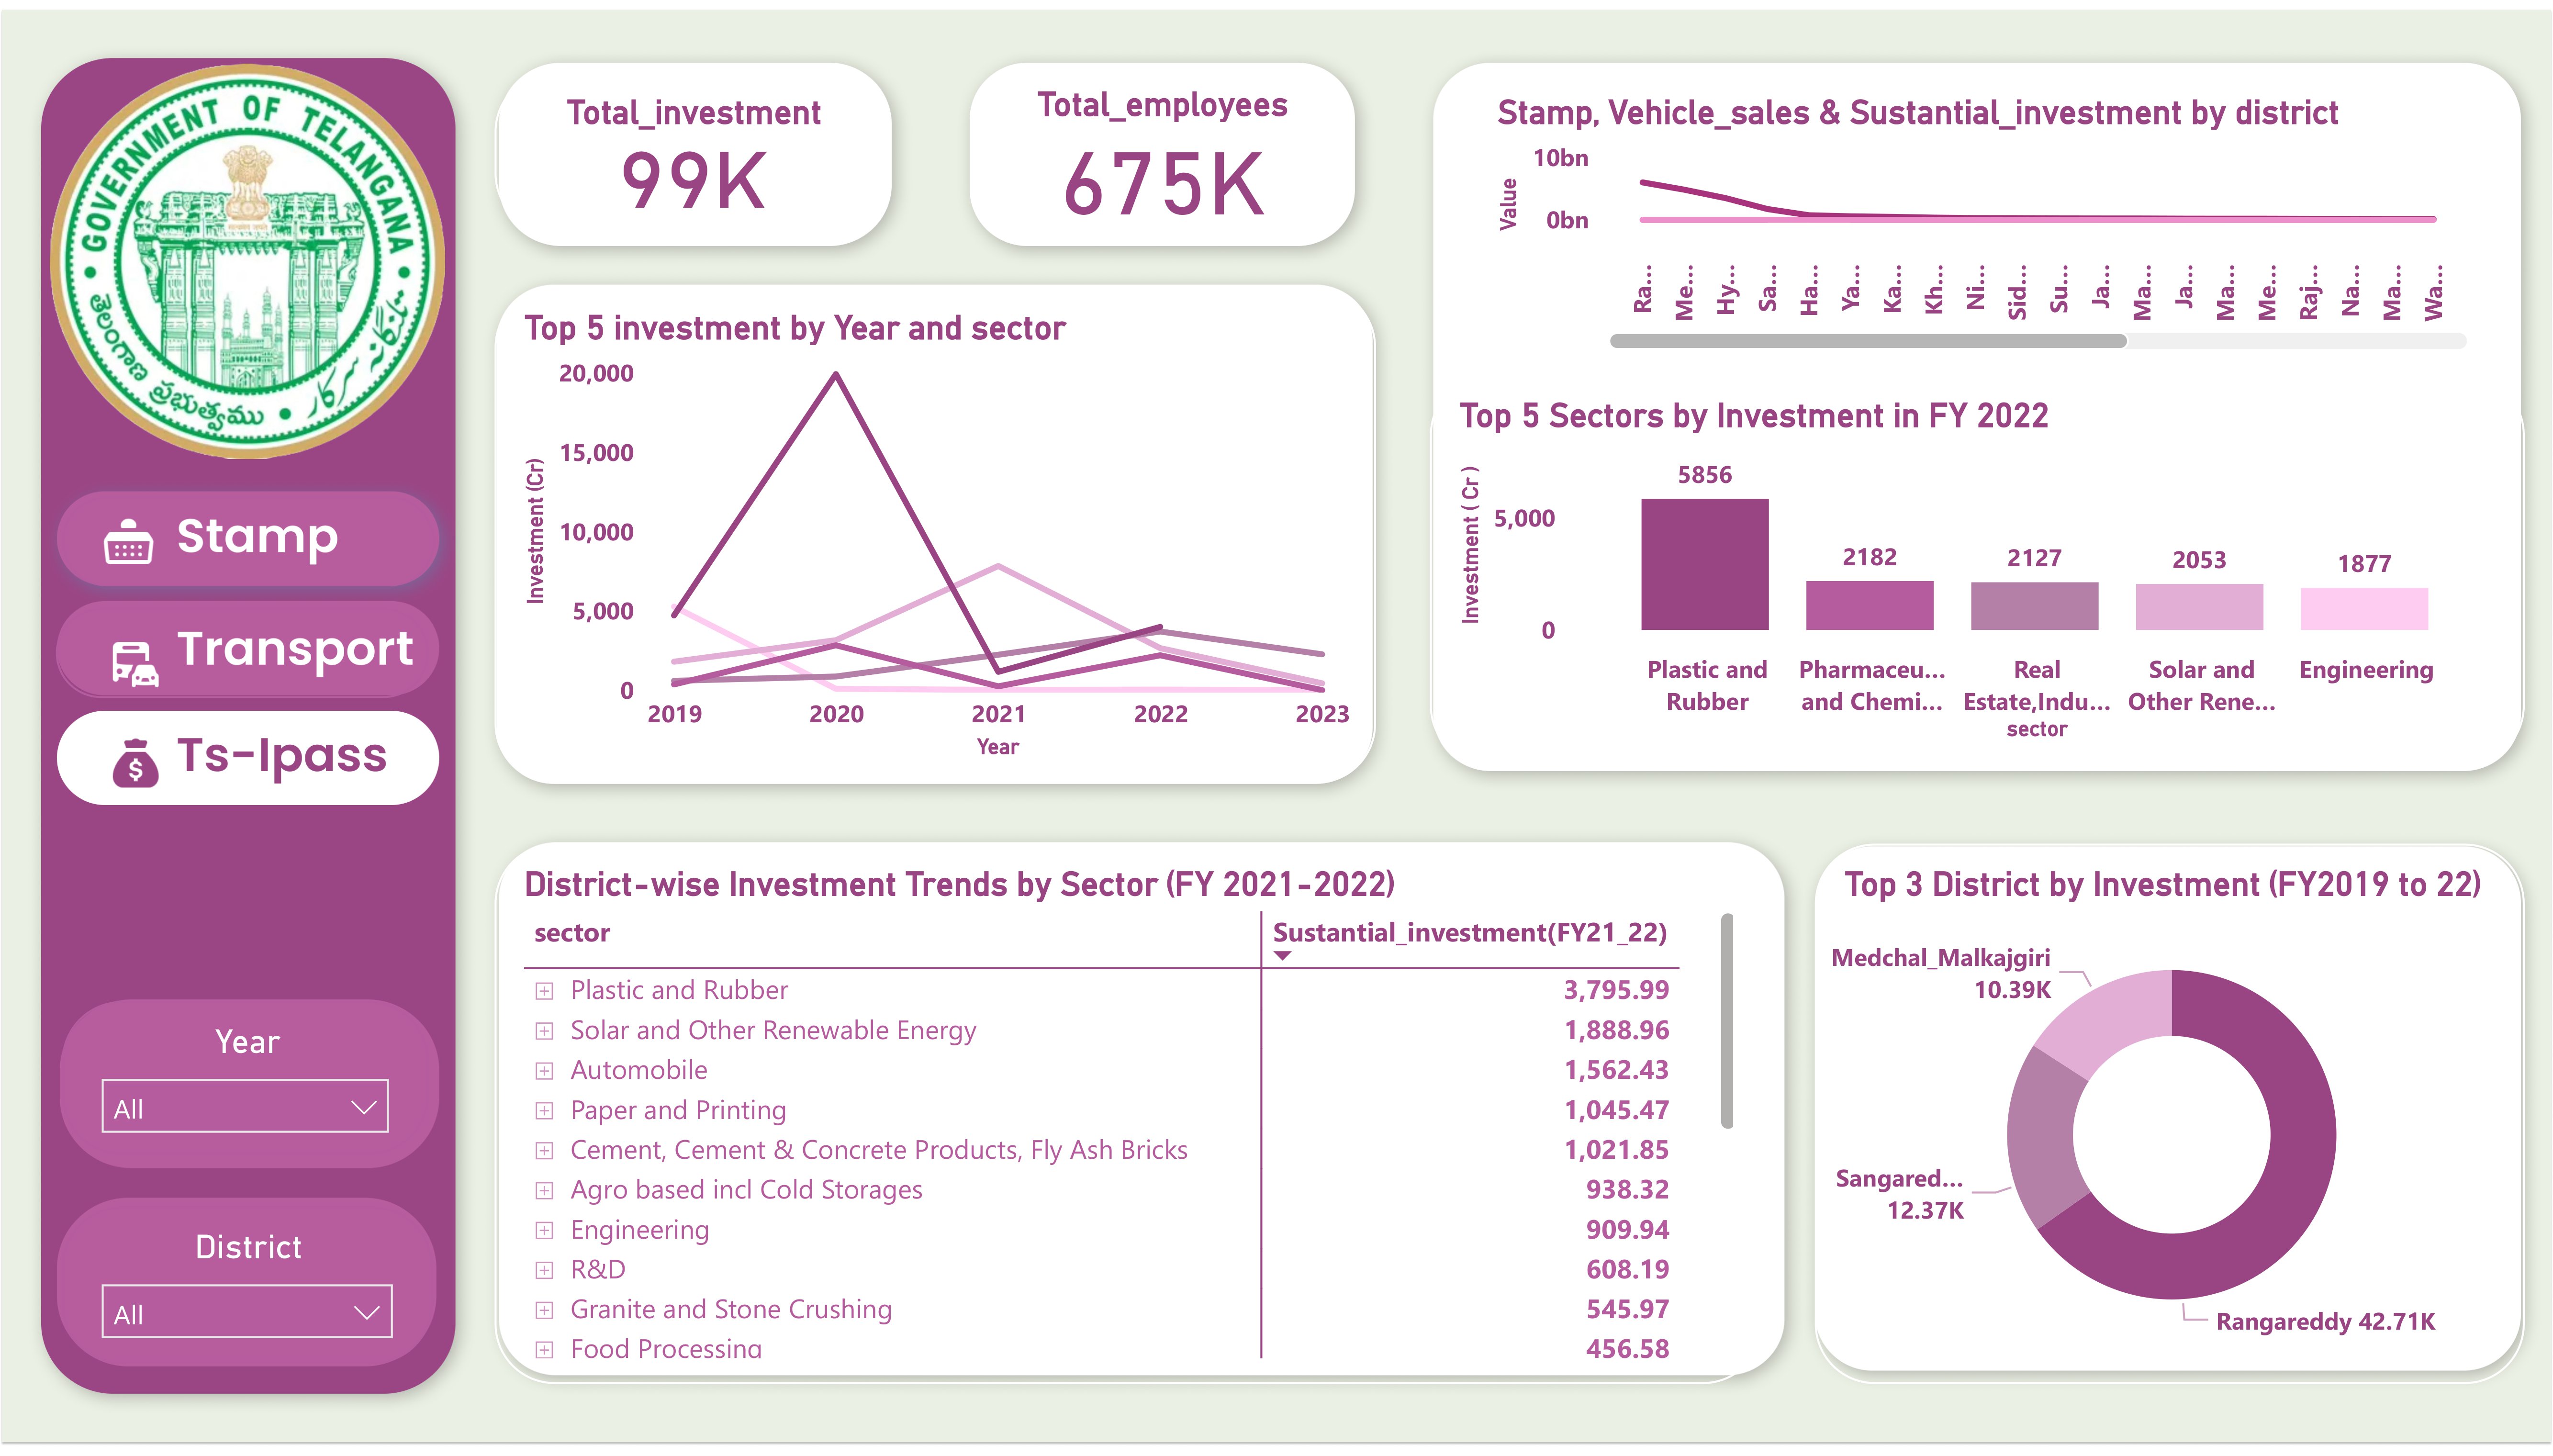 GOVERNMENT OF TELANGANA
తెలంగాణ ప్రభుత్వము
تلنگانہ سرکار
Stamp
Transport
Ts-Ipass
Year
All
District
All
Total_investment
99K
Total_employees
675K
Top 5 investment by Year and sector
Investment (Cr)
20,000
15,000
10,000
5,000
0
2019 2020 2021 2022 2023
Year
Stamp, Vehicle_sales & Sustantial_investment by district
Value
10bn
0bn
Ra... Me... Hy... Sa... Ha... Ya... Ka... Kh... Ni... Sid... Su... Ja... Ma... Ja... Ma... Me... Raj... Na... Ma... Wa...
Top 5 Sectors by Investment in FY 2022
Investment ( Cr )
5,000
0
5856 2182 2127 2053 1877
Plastic and Pharmaceu... Real Solar and Engineering
Rubber and Chemi... Estate,Indu... Other Rene...
sector
District-wise Investment Trends by Sector (FY 2021-2022)
sector Sustantial_investment(FY21_22)
Plastic and Rubber 3,795.99
Solar and Other Renewable Energy 1,888.96
Automobile 1,562.43
Paper and Printing 1,045.47
Cement, Cement & Concrete Products, Fly Ash Bricks 1,021.85
Agro based incl Cold Storages 938.32
Engineering 909.94
R&D 608.19
Granite and Stone Crushing 545.97
Food Processing 456.58
Top 3 District by Investment (FY2019 to 22)
Medchal_Malkajgiri
10.39K
Sangared...
12.37K
Rangareddy 42.71K